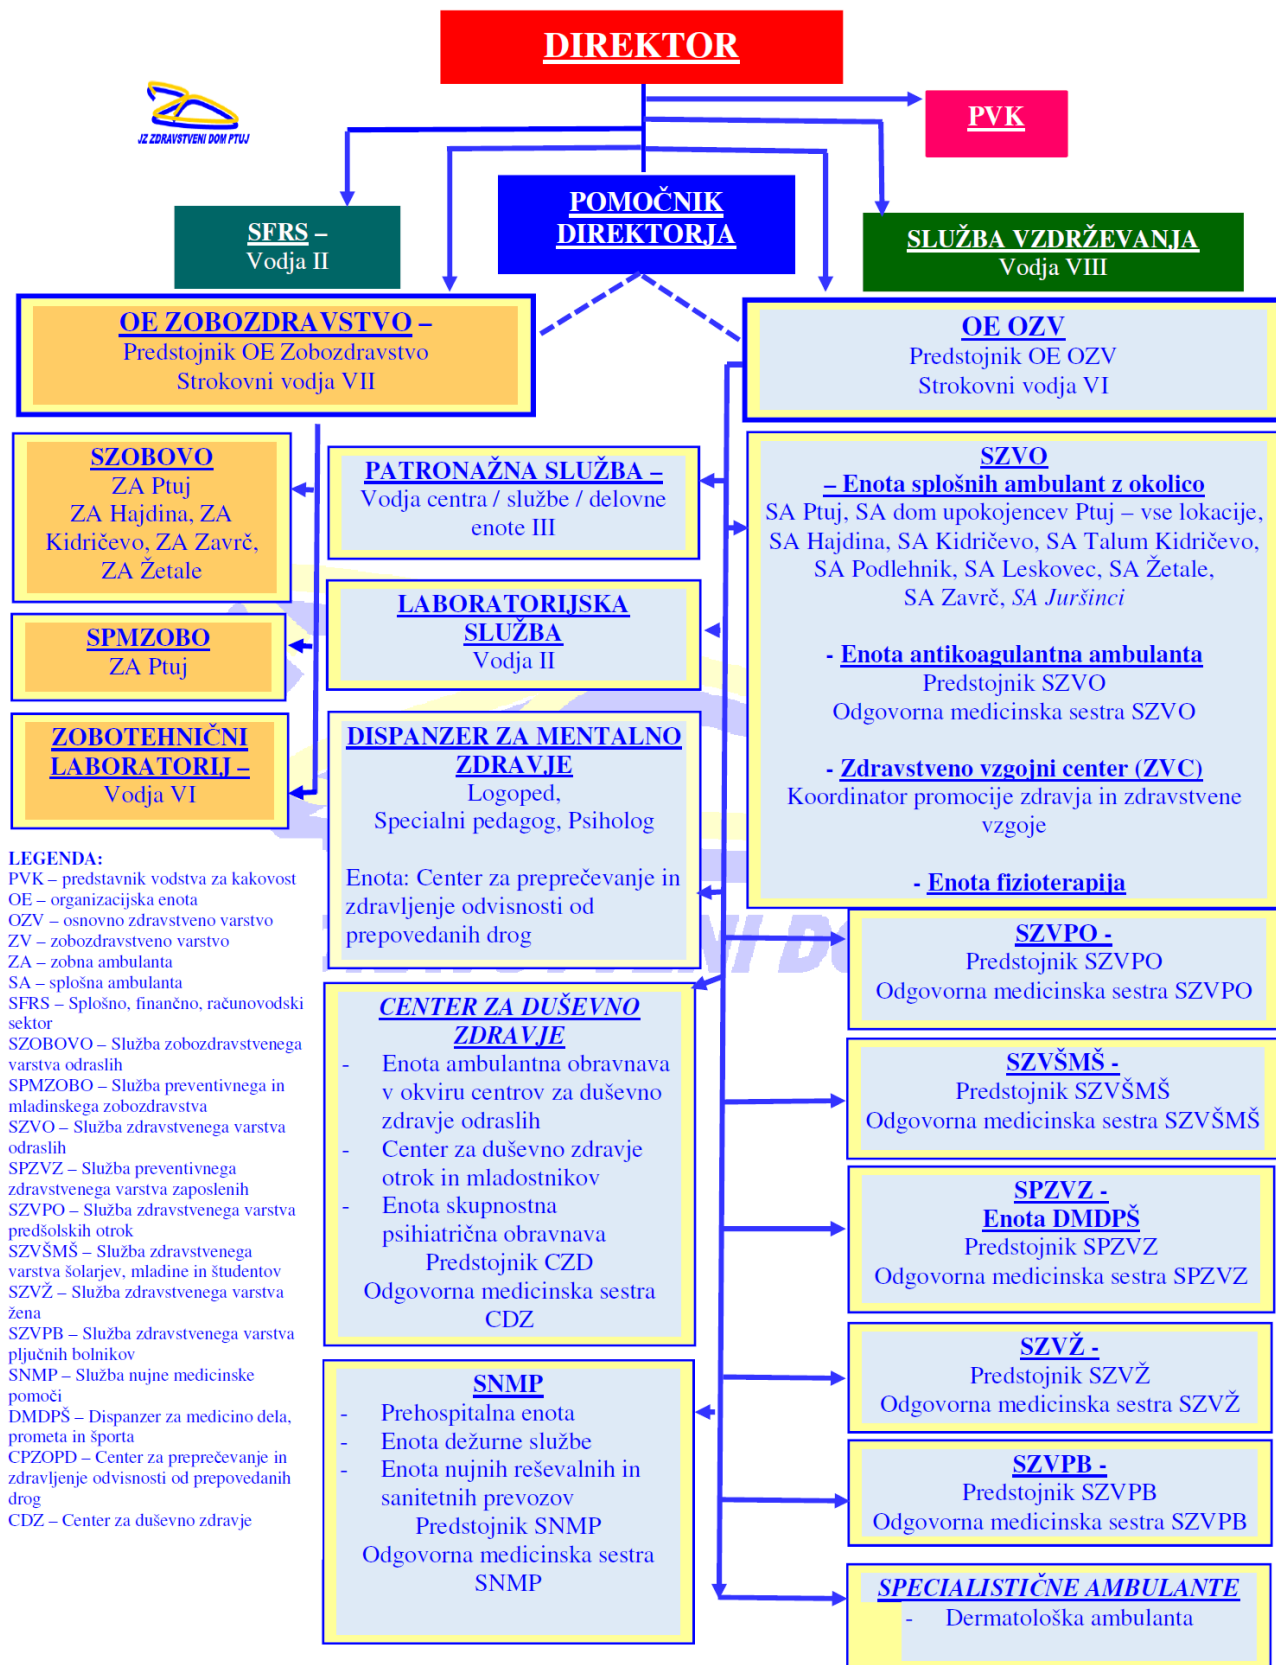 DIREKTOR
JZ ZDRAVSTVENI DOM PTUJ
PVK
SFRS –
Vodja II
POMOČNIK
DIREKTORJA
SLUŽBA VZDRŽEVANJA
Vodja VIII
OE ZOBOZDRAVSTVO –
Predstojnik OE Zobozdravstvo
Strokovni vodja VII
OE OZV
Predstojnik OE OZV
Strokovni vodja VI
SZOBOVO
ZA Ptuj
ZA Hajdina, ZA
Kidričevo, ZA Zavrč,
ZA Žetale
SPMZOBO
ZA Ptuj
ZOBOTEHNIČNI
LABORATORIJ –
Vodja VI
PATRONAŽNA SLUŽBA –
Vodja centra / službe / delovne
enote III
LABORATORIJSKA
SLUŽBA
Vodja II
DISPANZER ZA MENTALNO
ZDRAVJE
Logoped,
Specialni pedagog, Psiholog
Enota: Center za preprečevanje in
zdravljenje odvisnosti od
prepovedanih drog
CENTER ZA DUŠEVNO
ZDRAVJE
- Enota ambulantna obravnava
v okviru centrov za duševno
zdravje odraslih
- Center za duševno zdravje
otrok in mladostnikov
- Enota skupnostna
psihiatrična obravnava
Predstojnik CZD
Odgovorna medicinska sestra
CDZ
SNMP
- Prehospitalna enota
- Enota dežurne službe
- Enota nujnih reševalnih in
sanitetnih prevozov
Predstojnik SNMP
Odgovorna medicinska sestra
SNMP
SZVO
– Enota splošnih ambulant z okolico
SA Ptuj, SA dom upokojencev Ptuj – vse lokacije,
SA Hajdina, SA Kidričevo, SA Talum Kidričevo,
SA Podlehnik, SA Leskovec, SA Žetale,
SA Zavrč, SA Juršinci
- Enota antikoagulantna ambulanta
Predstojnik SZVO
Odgovorna medicinska sestra SZVO
- Zdravstveno vzgojni center (ZVC)
Koordinator promocije zdravja in zdravstvene
vzgoje
- Enota fizioterapija
SZVPO -
Predstojnik SZVPO
Odgovorna medicinska sestra SZVPO
SZVŠMŠ -
Predstojnik SZVŠMŠ
Odgovorna medicinska sestra SZVŠMŠ
SPZVZ -
Enota DMDPŠ
Predstojnik SPZVZ
Odgovorna medicinska sestra SPZVZ
SZVŽ -
Predstojnik SZVŽ
Odgovorna medicinska sestra SZVŽ
SZVPB -
Predstojnik SZVPB
Odgovorna medicinska sestra SZVPB
SPECIALISTIČNE AMBULANTE
- Dermatološka ambulanta
LEGENDA:
PVK – predstavnik vodstva za kakovost
OE – organizacijska enota
OZV – osnovno zdravstveno varstvo
ZV – zobozdravstveno varstvo
ZA – zobna ambulanta
SA – splošna ambulanta
SFRS – Splošno, finančno, računovodski
sektor
SZOBOVO – Služba zobozdravstvenega
varstva odraslih
SPMZOBO – Služba preventivnega in
mladinskega zobozdravstva
SZVO – Služba zdravstvenega varstva
odraslih
SPZVZ – Služba preventivnega
zdravstvenega varstva zaposlenih
SZVPO – Služba zdravstvenega varstva
predšolskih otrok
SZVŠMŠ – Služba zdravstvenega
varstva šolarjev, mladine in študentov
SZVŽ – Služba zdravstvenega varstva
žena
SZVPB – Služba zdravstvenega varstva
pljučnih bolnikov
SNMP – Služba nujne medicinske
pomoči
DMDPŠ – Dispanzer za medicino dela,
prometa in športa
CPZOPD – Center za preprečevanje in
zdravljenje odvisnosti od prepovedanih
drog
CDZ – Center za duševno zdravje